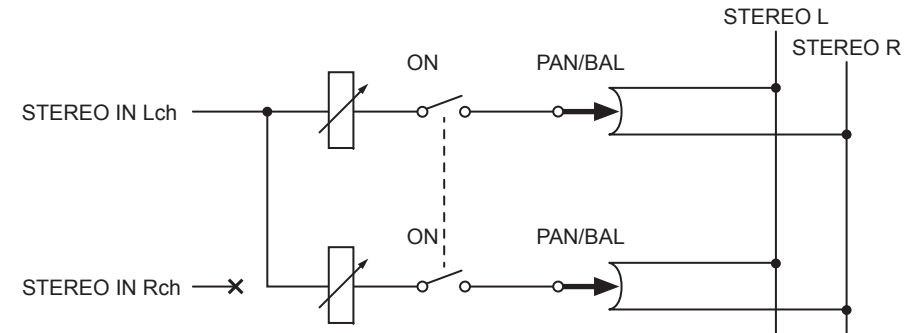 STEREO L
STEREO R
ON
PAN/BAL
STEREO IN Lch
ON
PAN/BAL
STEREO IN Rch